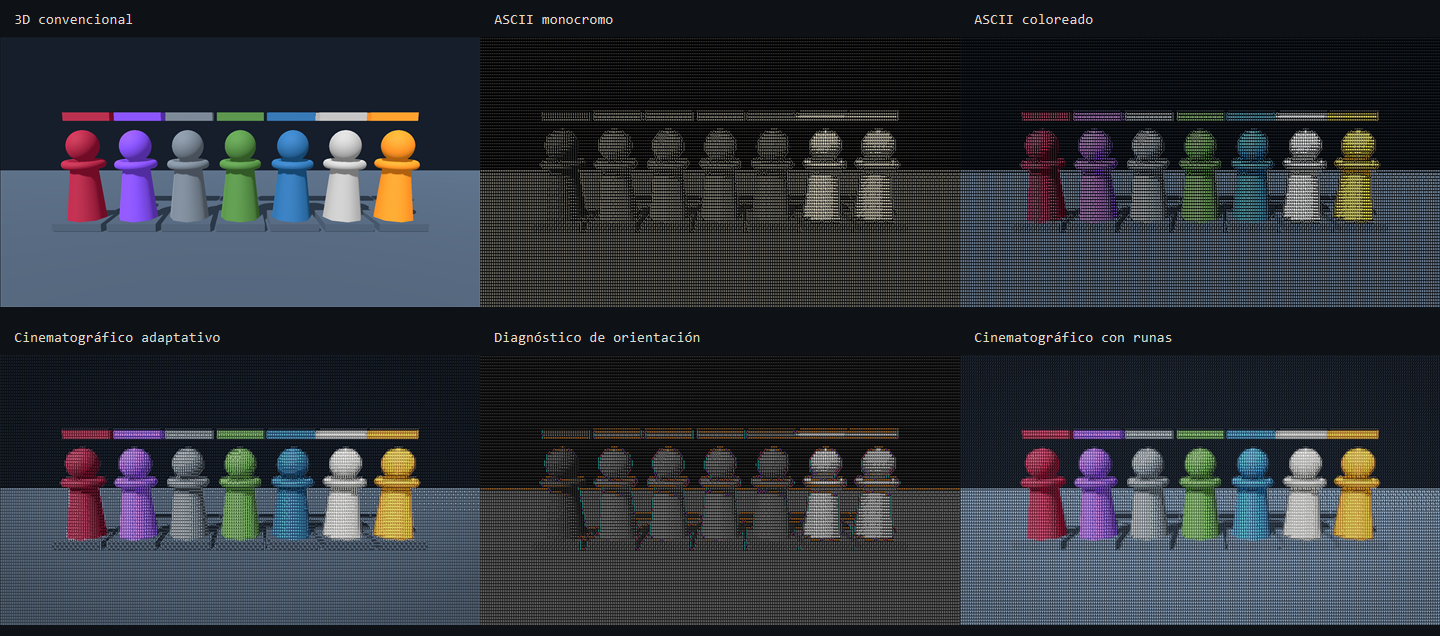 3D convencional
ASCII monocromo
ASCII coloreado
Cinematográfico adaptativo
Diagnóstico de orientación
Cinematográfico con runas